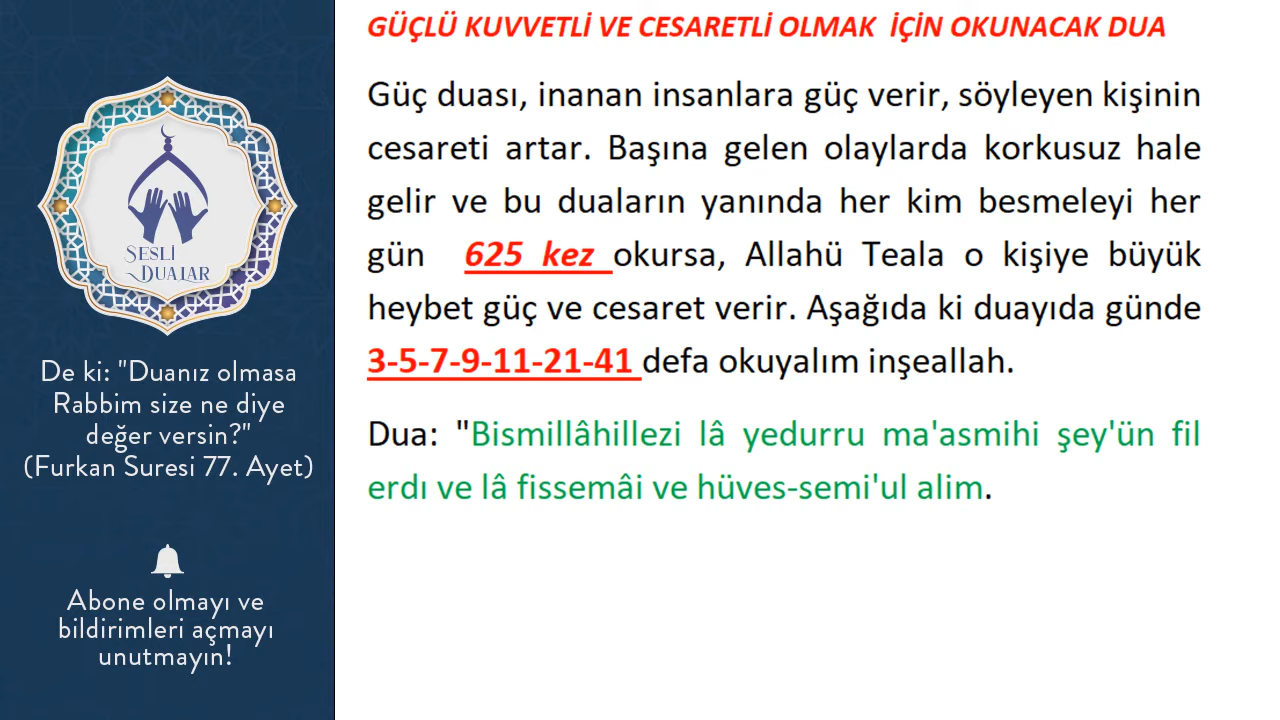 SESLİ
DUALAR
De ki: "Duanız olmasa
Rabbim size ne diye
değer versin?"
(Furkan Suresi 77. Ayet)
Abone olmayı ve
bildirimleri açmayı
unutmayın!
GÜÇLÜ KUVVETLİ VE CESARETLİ OLMAK İÇİN OKUNACAK DUA
Güç duası, inanan insanlara güç verir, söyleyen kişinin
cesareti artar. Başına gelen olaylarda korkusuz hale
gelir ve bu duaların yanında her kim besmeleyi her
gün 625 kez okursa, Allahü Teala o kişiye büyük
heybet güç ve cesaret verir. Aşağıda ki duayıda günde
3-5-7-9-11-21-41 defa okuyalım inşeallah.
Dua: "Bismillâhillezi lâ yedurru ma'asmihi şey'ün fil
erdı ve lâ fissemâi ve hüves-semi'ul alim.